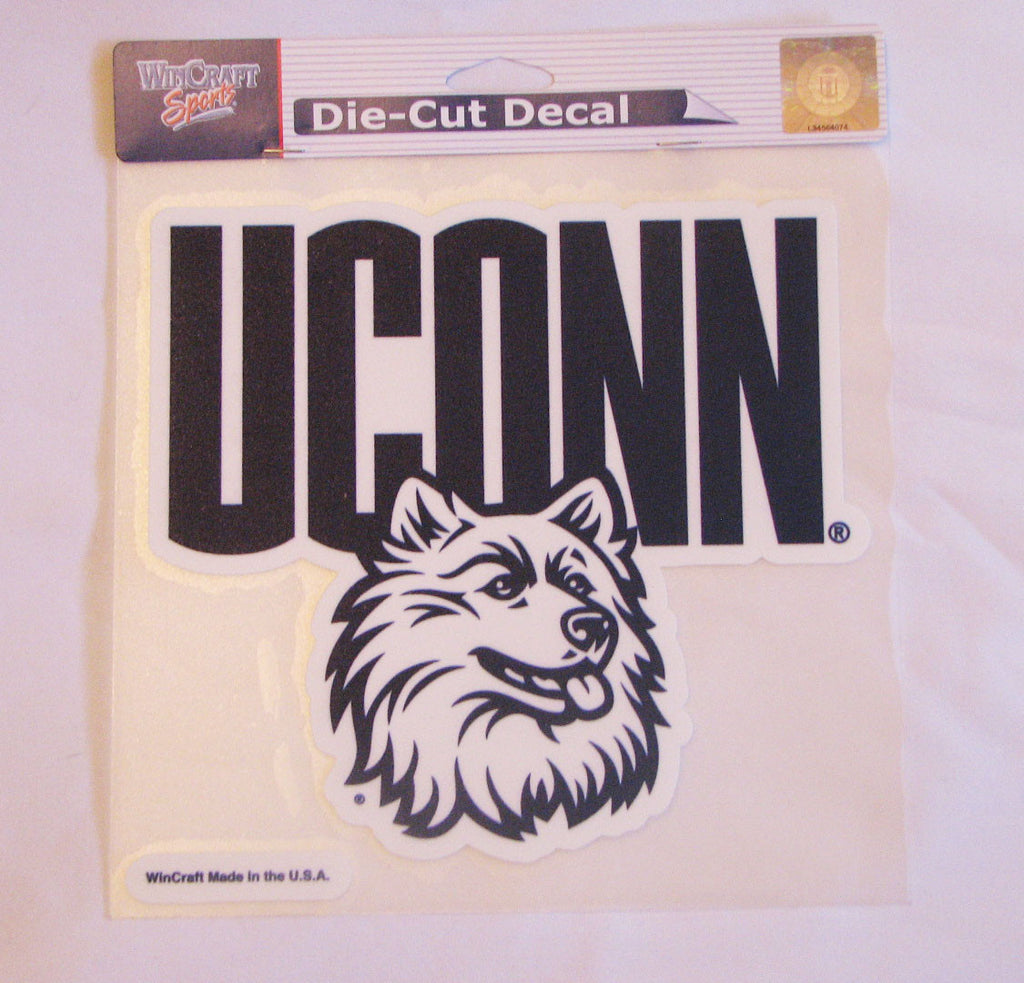 WINCRAFT
Sports
Die-Cut Decal
UCONN
®
®
WinCraft Made in the U.S.A.